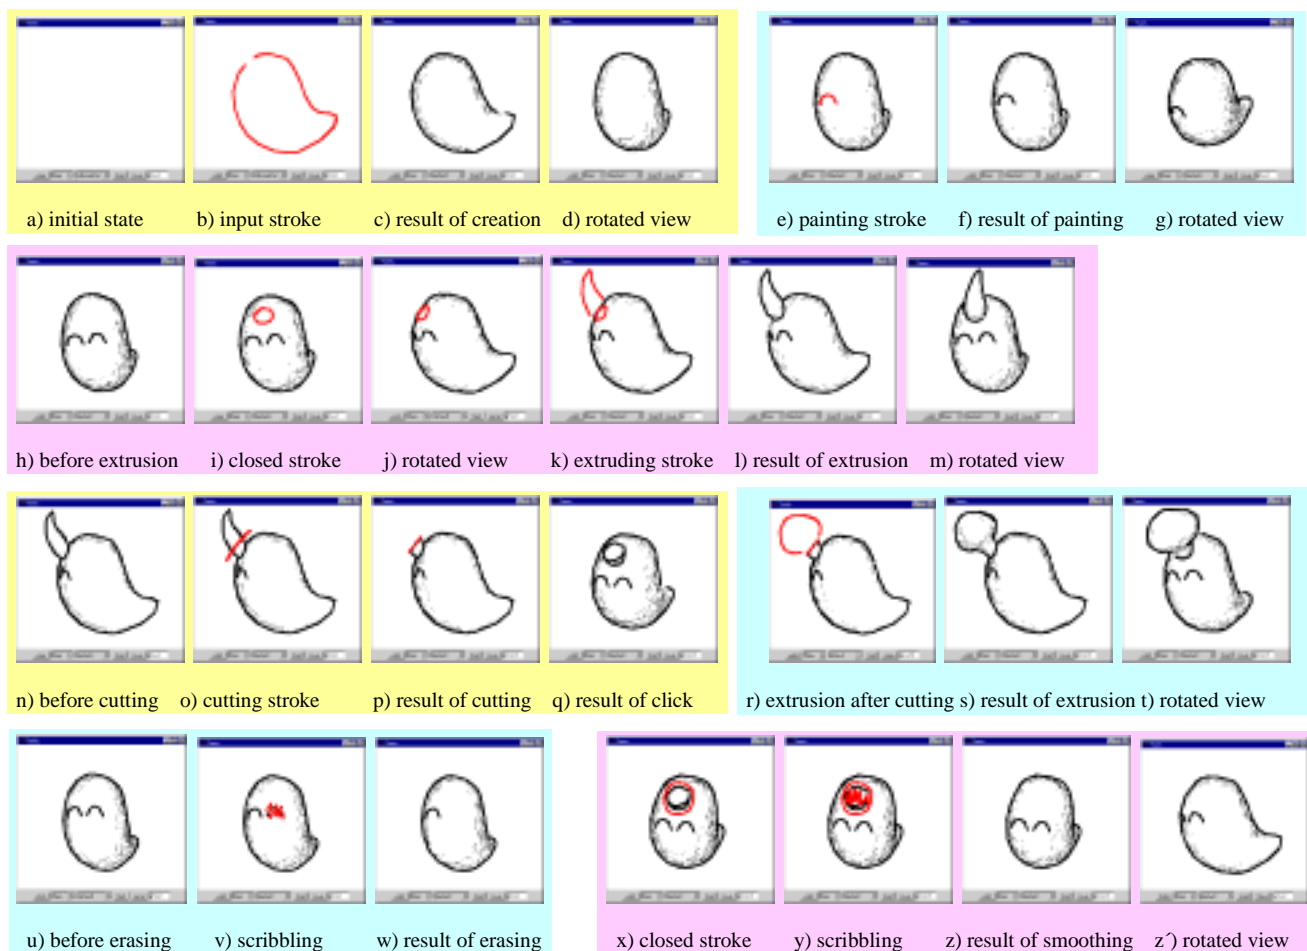 a) initial state b) input stroke c) result of creation d) rotated view e) painting stroke f) result of painting g) rotated view
h) before extrusion i) closed stroke j) rotated view k) extruding stroke l) result of extrusion m) rotated view
n) before cutting o) cutting stroke p) result of cutting q) result of click r) extrusion after cutting s) result of extrusion t) rotated view
u) before erasing v) scribbling w) result of erasing x) closed stroke y) scribbling z) result of smoothing z´) rotated view